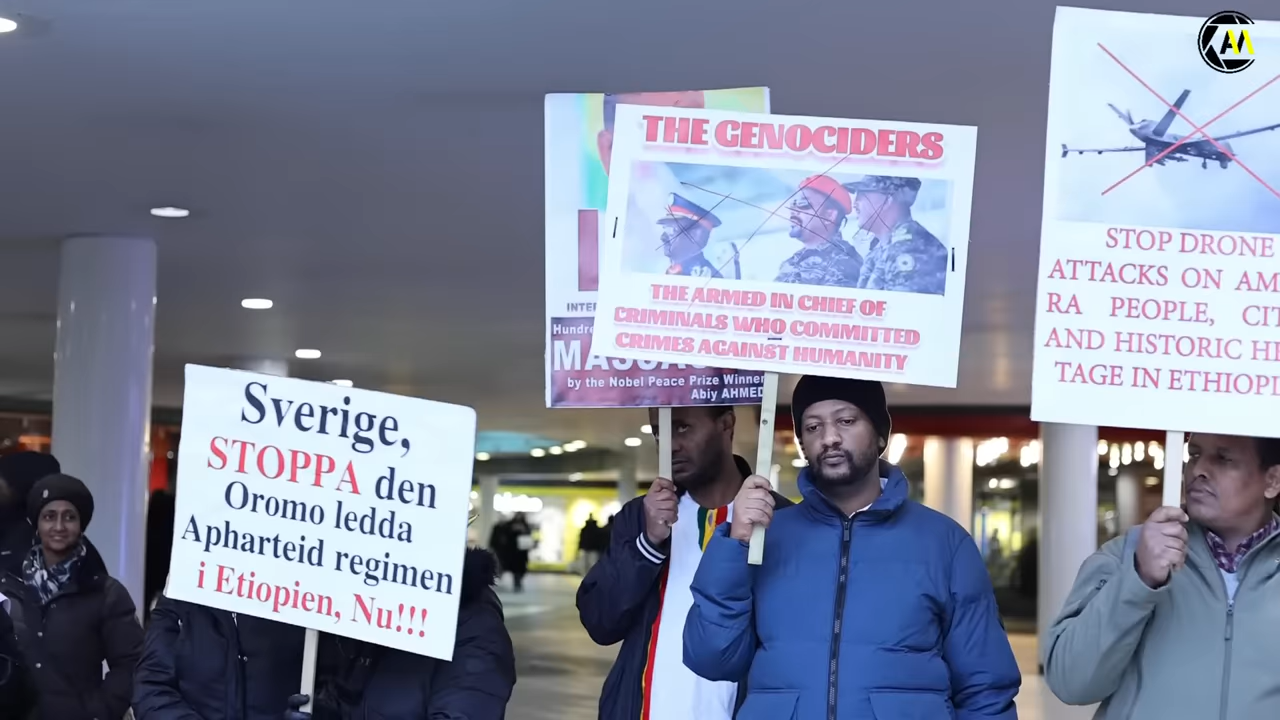 Sverige,
STOPPA den
Oromo ledda
Apharteid regimen
i Etiopien, Nu!!!
THE GENOCIDERS
THE ARMED IN CHIEF OF
CRIMINALS WHO COMMITTED
CRIMES AGAINST HUMANITY
by the Nobel Peace Prize Winner
Abiy AHMED
STOP DRONE
ATTACKS ON AM
RA PEOPLE, CIT
AND HISTORIC H
TAGE IN ETHIOPI